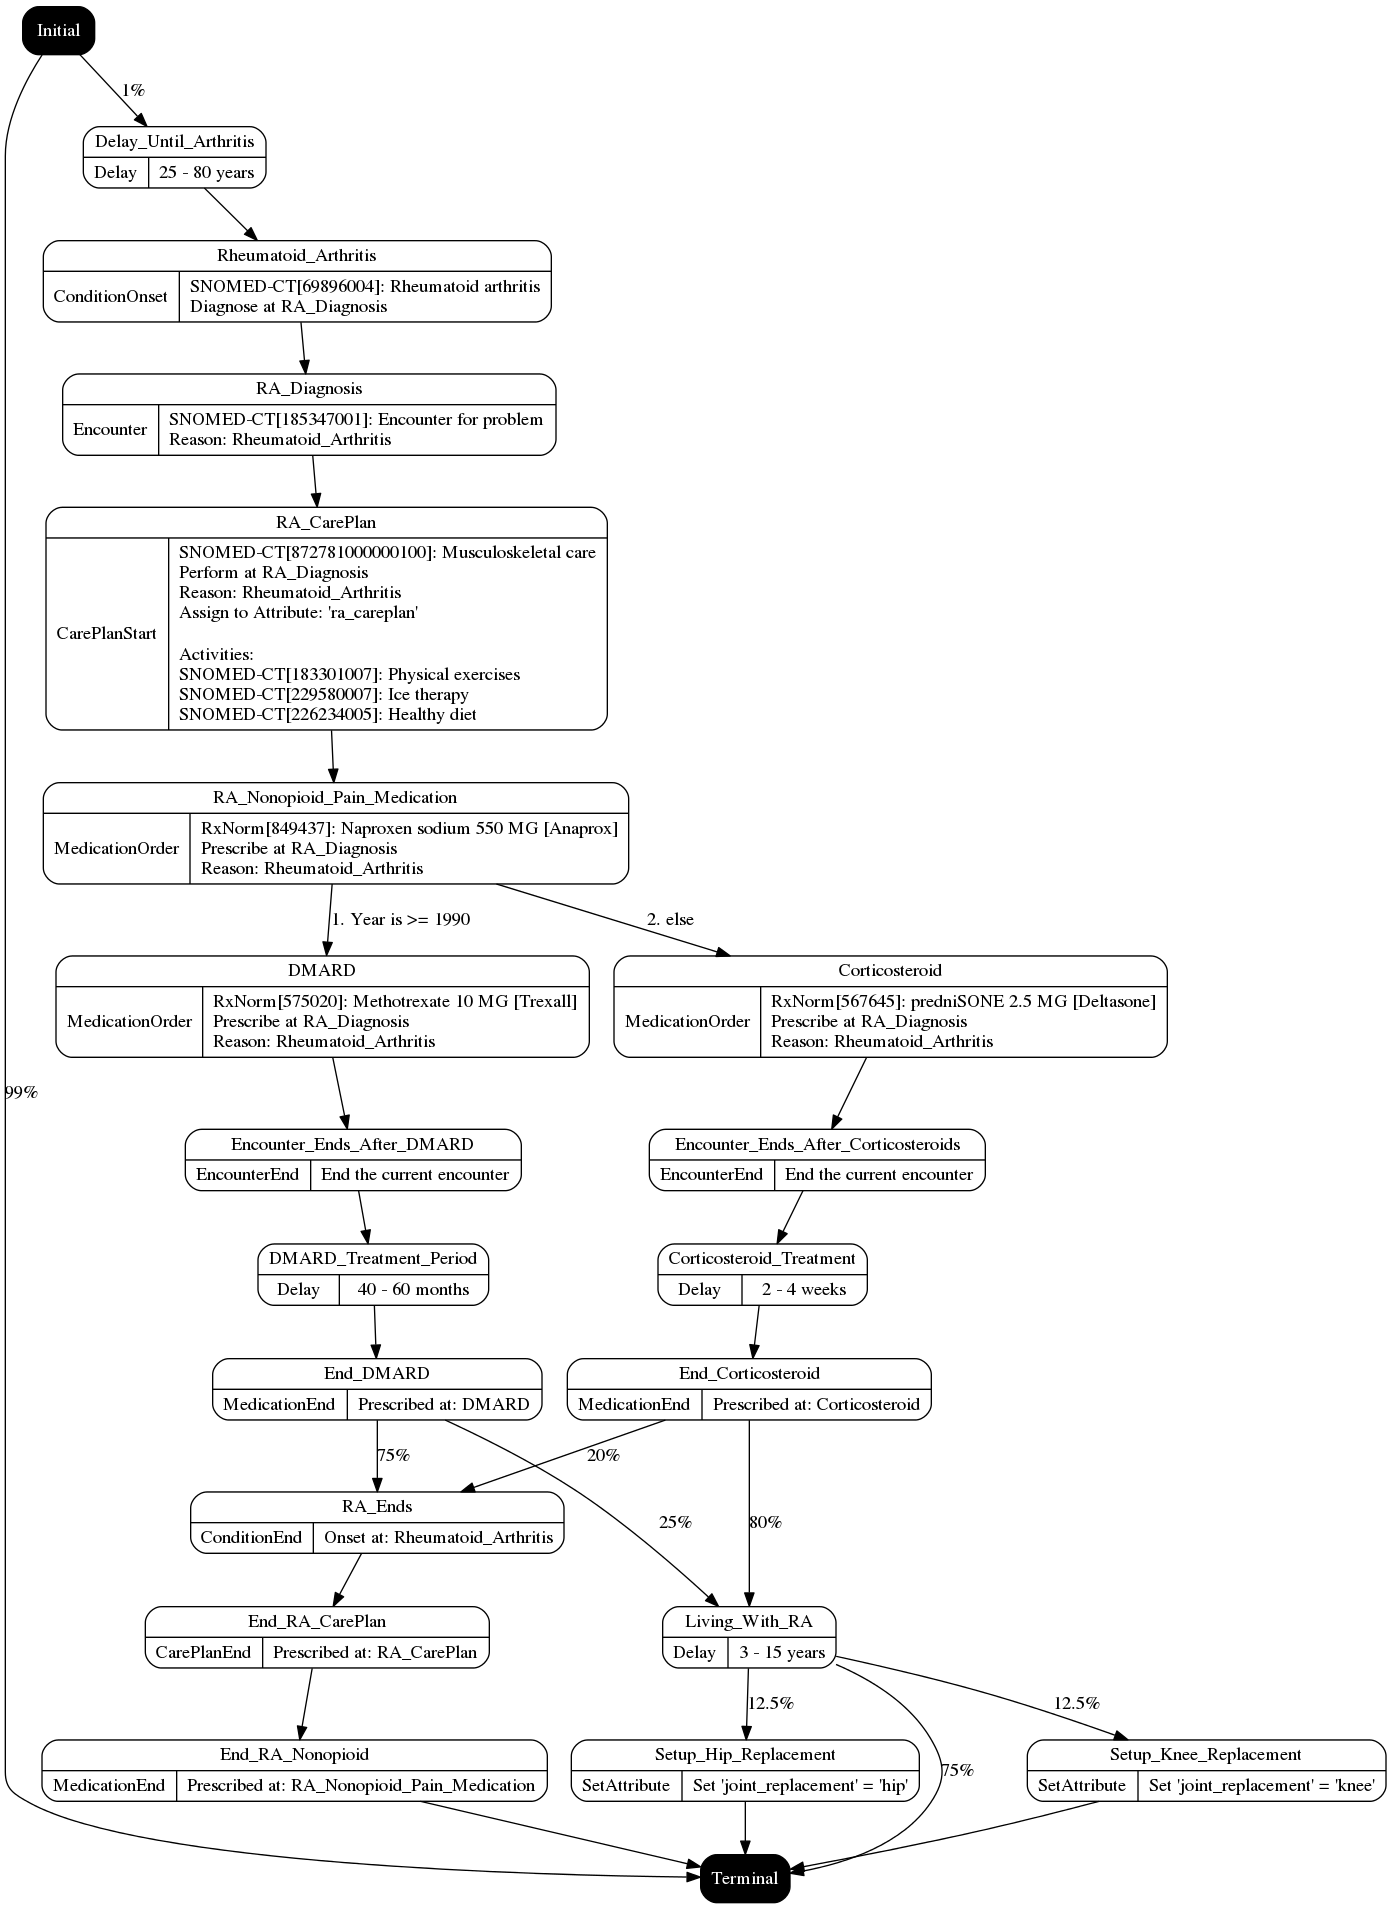 Initial
1%
Delay_Until_Arthritis
Delay
25 - 80 years
Rheumatoid_Arthritis
ConditionOnset
SNOMED-CT[69896004]: Rheumatoid arthritis
Diagnose at RA_Diagnosis
RA_Diagnosis
Encounter
SNOMED-CT[185347001]: Encounter for problem
Reason: Rheumatoid_Arthritis
RA_CarePlan
CarePlanStart
SNOMED-CT[872781000000100]: Musculoskeletal care
Perform at RA_Diagnosis
Reason: Rheumatoid_Arthritis
Assign to Attribute: 'ra_careplan'
Activities:
SNOMED-CT[183301007]: Physical exercises
SNOMED-CT[229580007]: Ice therapy
SNOMED-CT[226234005]: Healthy diet
RA_Nonopioid_Pain_Medication
MedicationOrder
RxNorm[849437]: Naproxen sodium 550 MG [Anaprox]
Prescribe at RA_Diagnosis
Reason: Rheumatoid_Arthritis
1. Year is >= 1990
2. else
DMARD
MedicationOrder
RxNorm[575020]: Methotrexate 10 MG [Trexall]
Prescribe at RA_Diagnosis
Reason: Rheumatoid_Arthritis
Corticosteroid
MedicationOrder
RxNorm[567645]: predniSONE 2.5 MG [Deltasone]
Prescribe at RA_Diagnosis
Reason: Rheumatoid_Arthritis
99%
Encounter_Ends_After_DMARD
EncounterEnd
End the current encounter
Encounter_Ends_After_Corticosteroids
EncounterEnd
End the current encounter
DMARD_Treatment_Period
Delay
40 - 60 months
Corticosteroid_Treatment
Delay
2 - 4 weeks
End_DMARD
MedicationEnd
Prescribed at: DMARD
End_Corticosteroid
MedicationEnd
Prescribed at: Corticosteroid
75%
20%
RA_Ends
ConditionEnd
Onset at: Rheumatoid_Arthritis
25%
80%
End_RA_CarePlan
CarePlanEnd
Prescribed at: RA_CarePlan
Living_With_RA
Delay
3 - 15 years
12.5%
12.5%
End_RA_Nonopioid
MedicationEnd
Prescribed at: RA_Nonopioid_Pain_Medication
Setup_Hip_Replacement
SetAttribute
Set 'joint_replacement' = 'hip'
75%
Setup_Knee_Replacement
SetAttribute
Set 'joint_replacement' = 'knee'
Terminal